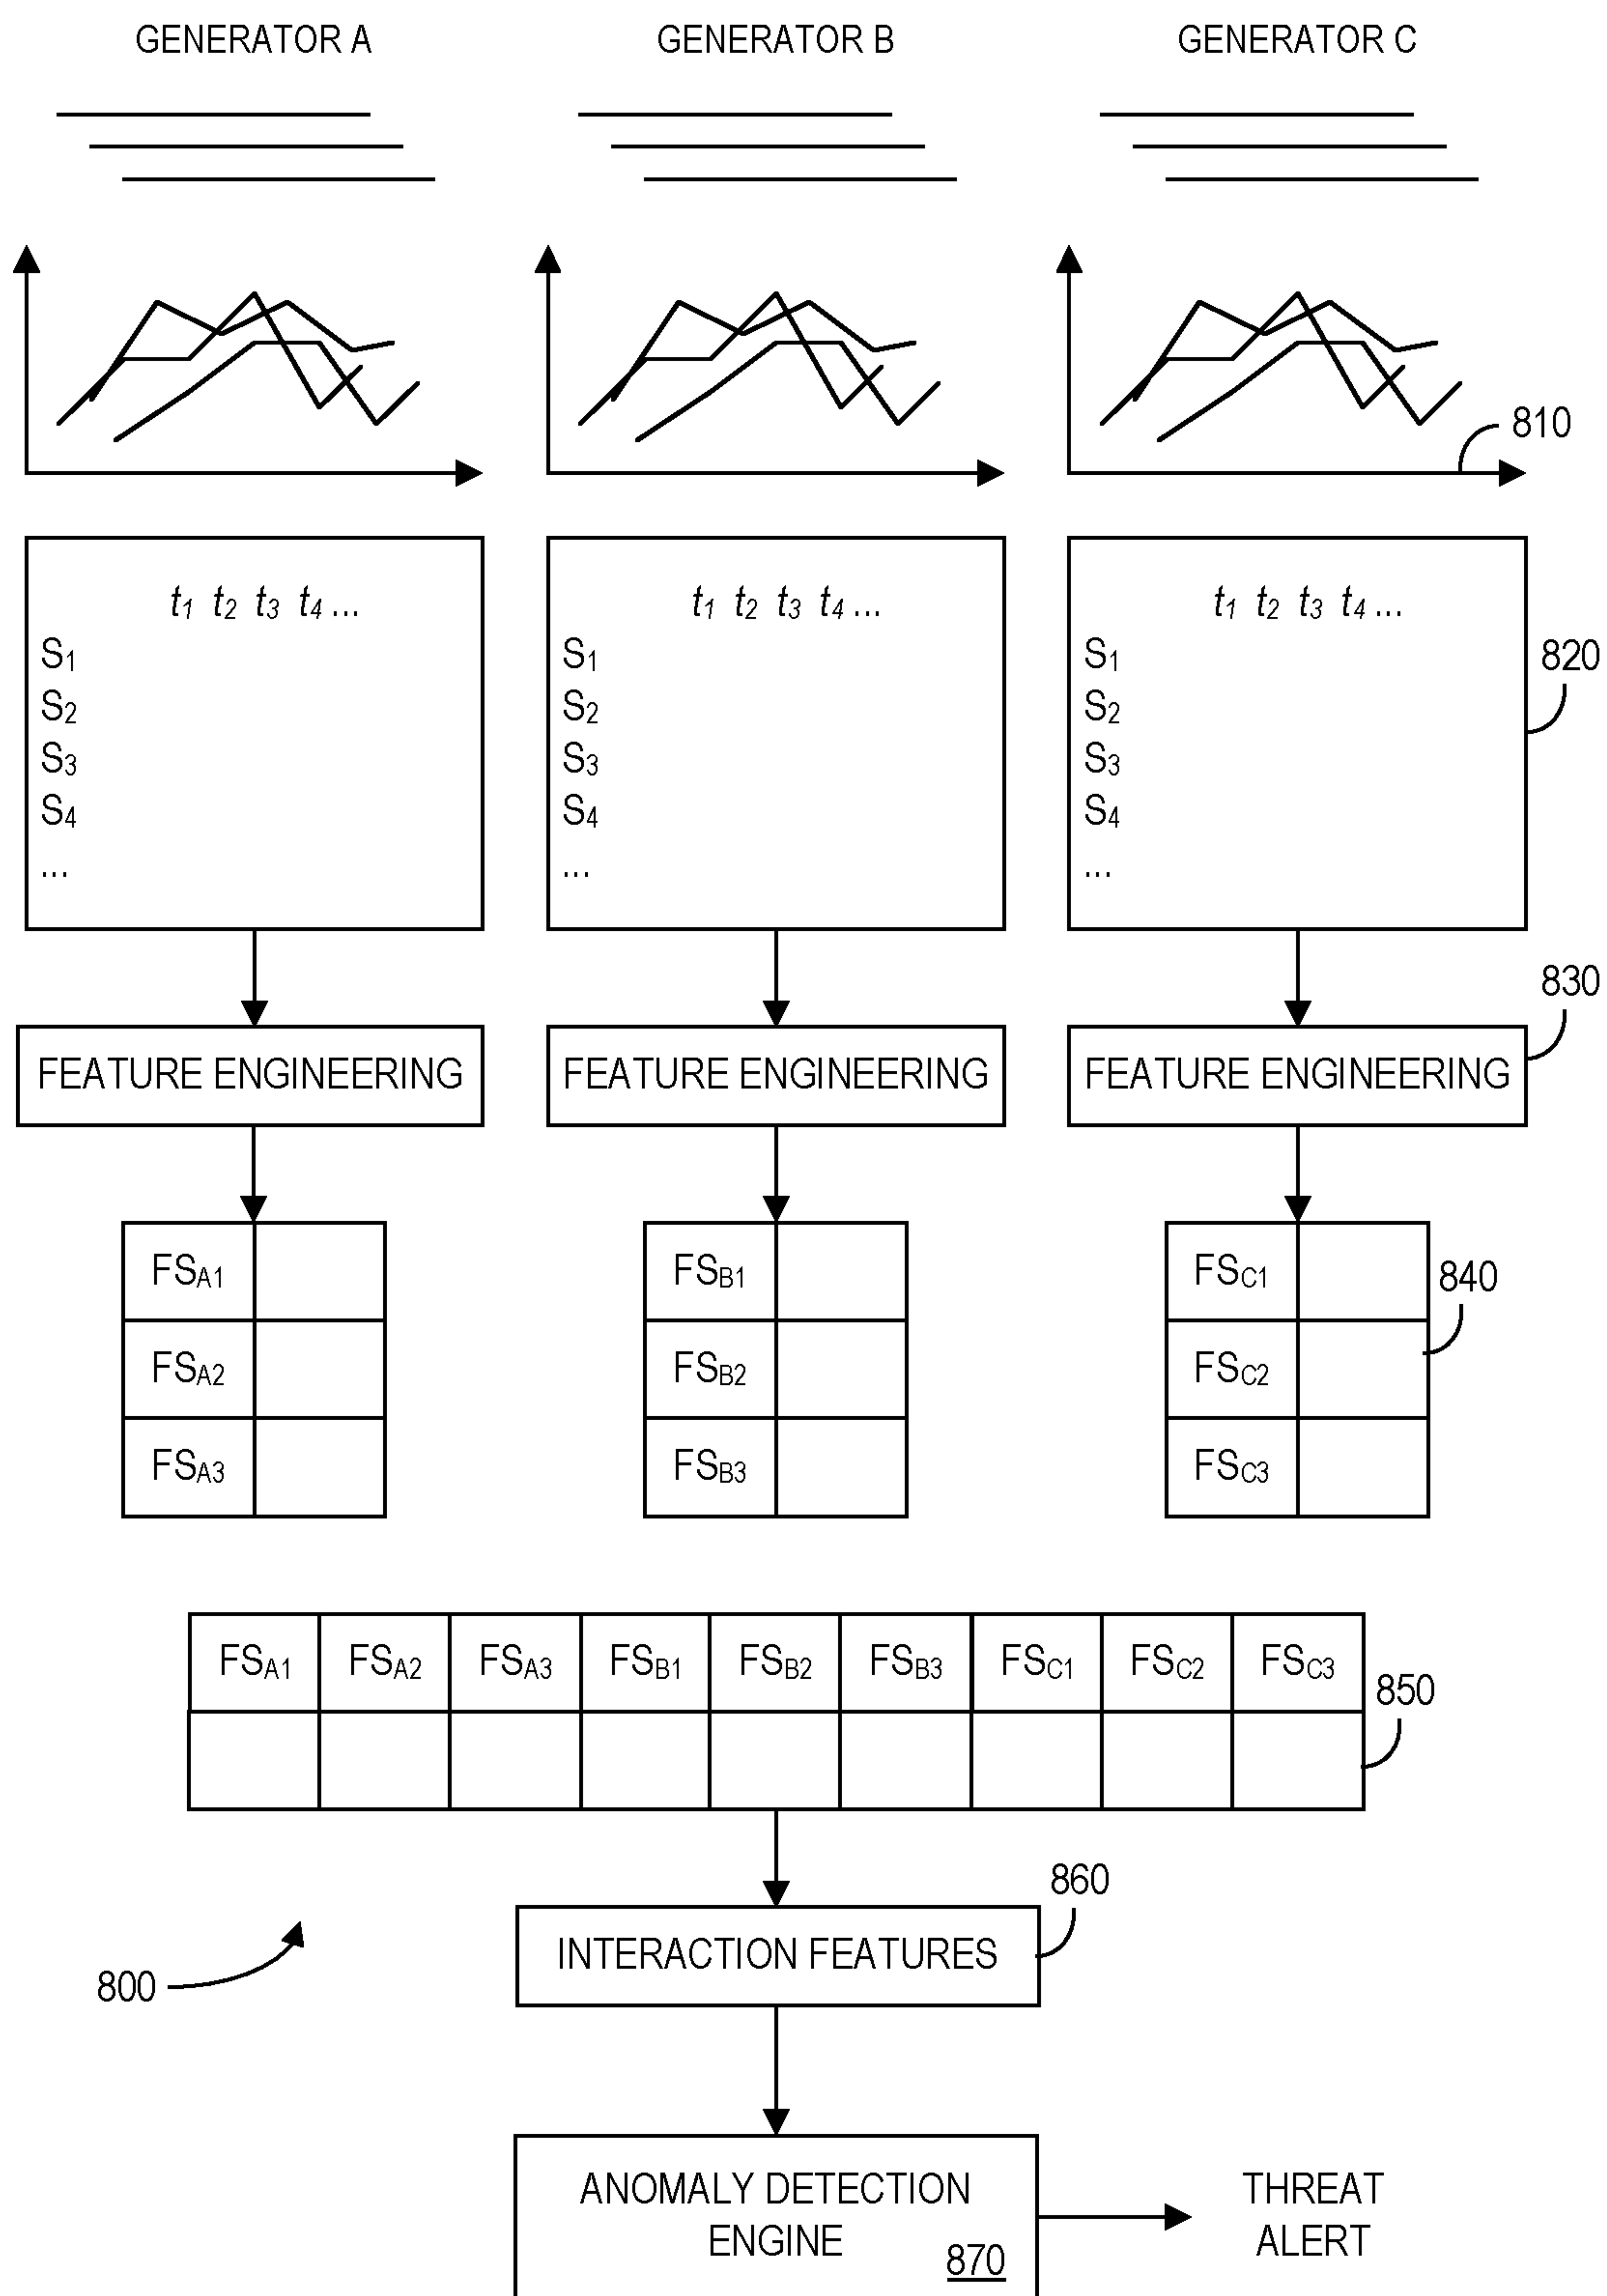 GENERATOR A GENERATOR B GENERATOR C
810
t1 t2 t3 t4 ... t1 t2 t3 t4 ... t1 t2 t3 t4 ...
S1 S1 S1 820
S2 S2 S2
S3 S3 S3
S4 S4 S4
... ... ...
830
FEATURE ENGINEERING FEATURE ENGINEERING FEATURE ENGINEERING
FSA1 FSB1 FSC1 840
FSA2 FSB2 FSC2
FSA3 FSB3 FSC3
FSA1 FSA2 FSA3 FSB1 FSB2 FSB3 FSC1 FSC2 FSC3
850
860
INTERACTION FEATURES
800
ANOMALY DETECTION THREAT
ENGINE 870 ALERT